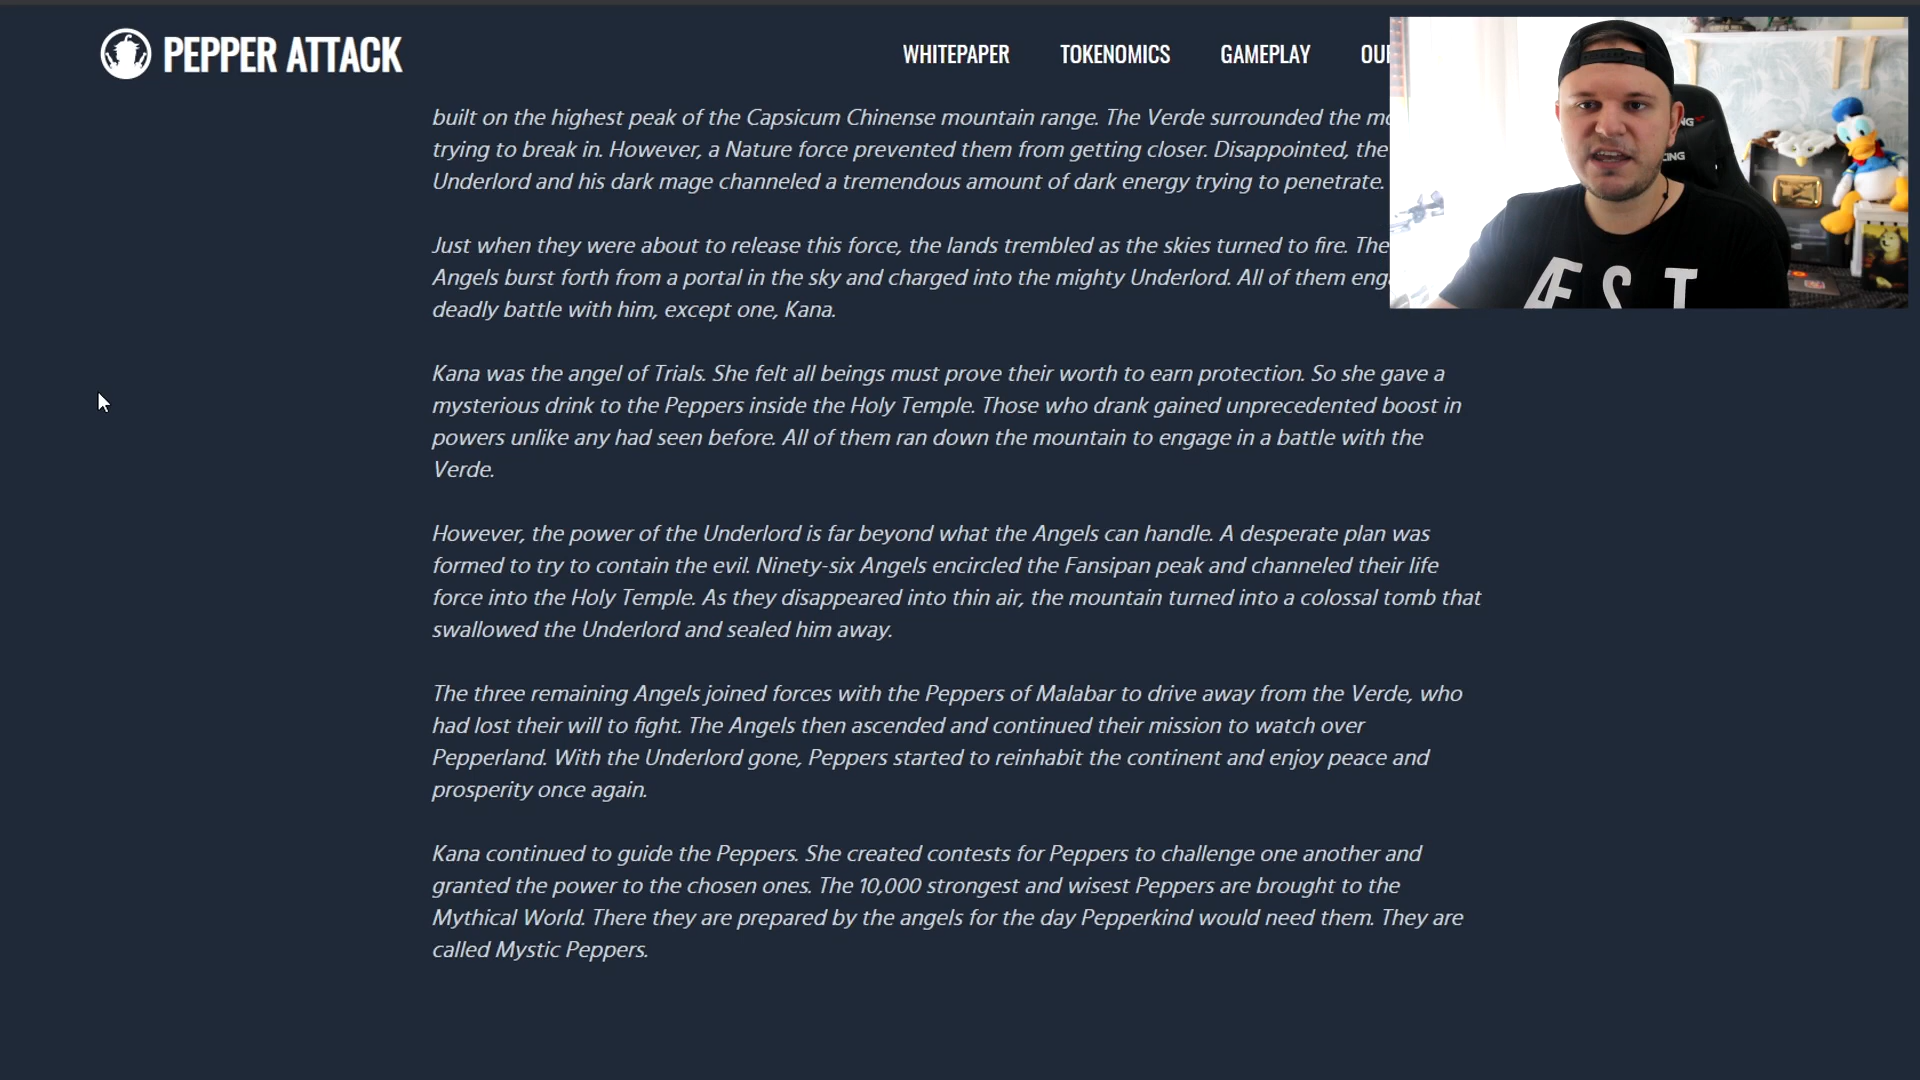 PEPPER ATTACK
WHITEPAPER TOKENOMICS GAMEPLAY
built on the highest peak of the Capsicum Chinense mountain range. The Verde surrounded the
trying to break in. However, a Nature force prevented them from getting closer. Disappointed, the
Underlord and his dark mage channeled a tremendous amount of dark energy trying to penetrate.
Just when they were about to release this force, the lands trembled as the skies turned to fire. The
Angels burst forth from a portal in the sky and charged into the mighty Underlord. All of them
deadly battle with him, except one, Kana.
Kana was the angel of Trials. She felt all beings must prove their worth to earn protection. So she gave a
mysterious drink to the Peppers inside the Holy Temple. Those who drank gained unprecedented boost in
powers unlike any had seen before. All of them ran down the mountain to engage in a battle with the
Verde.
However, the power of the Underlord is far beyond what the Angels can handle. A desperate plan was
formed to try to contain the evil. Ninety-six Angels encircled the Fansipan peak and channeled their life
force into the Holy Temple. As they disappeared into thin air, the mountain turned into a colossal tomb that
swallowed the Underlord and sealed him away.
The three remaining Angels joined forces with the Peppers of Malabar to drive away from the Verde, who
had lost their will to fight. The Angels then ascended and continued their mission to watch over
Pepperland. With the Underlord gone, Peppers started to reinhabit the continent and enjoy peace and
prosperity once again.
Kana continued to guide the Peppers. She created contests for Peppers to challenge one another and
granted the power to the chosen ones. The 10,000 strongest and wisest Peppers are brought to the
Mythical World. There they are prepared by the angels for the day Pepperkind would need them. They are
called Mystic Peppers.
ÆST